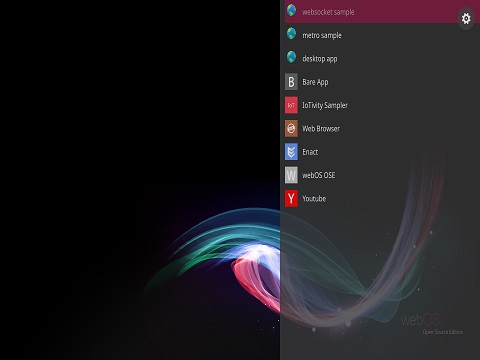 websocket sample
metro sample
desktop app
B Bare App
IoT IoTivity Sampler
Web Browser
Enact
W webOS OSE
Y Youtube
webOS
Open Source Edition